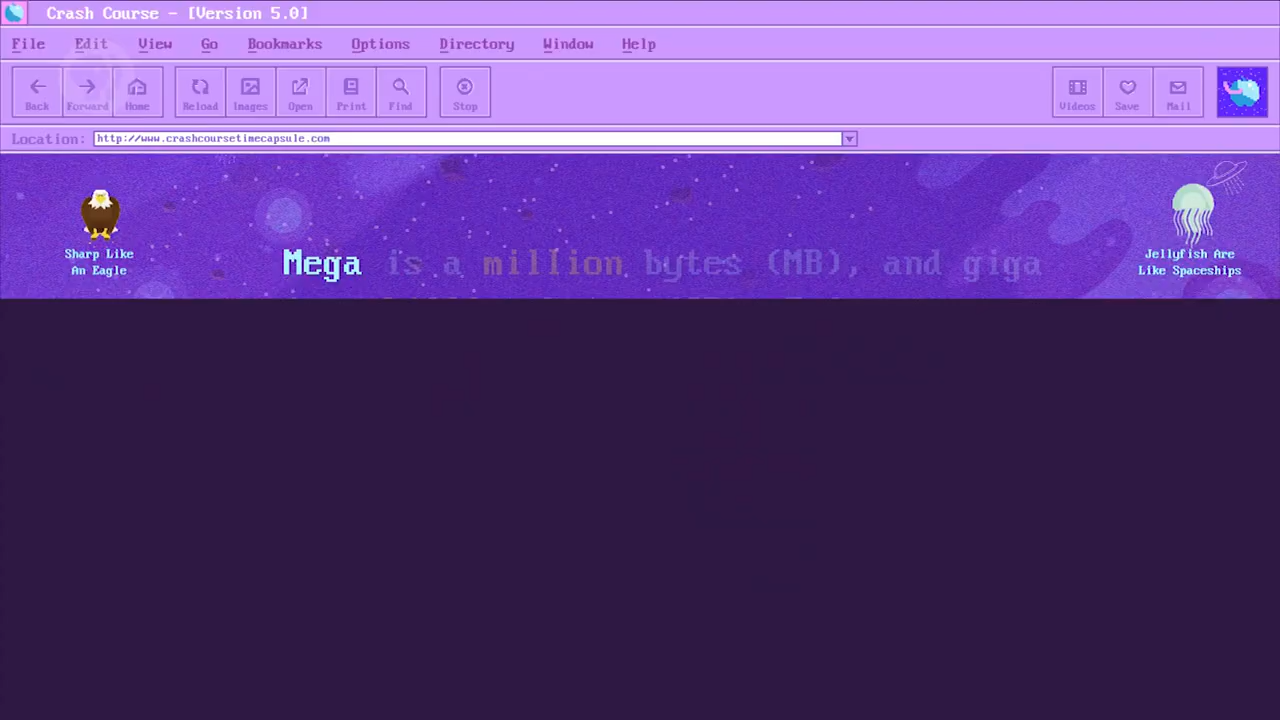 Crash Course - [Version 5.0]
File Edit View Go Bookmarks Options Directory Window Help
Back Forward Home Reload Images Open Print Find Stop Videos Save Mail
Location: http://www.crashcoursetimecapsule.com
Sharp Like
An Eagle
Mega is a million bytes (MB), and giga
Jellyfish Are
Like Spaceships